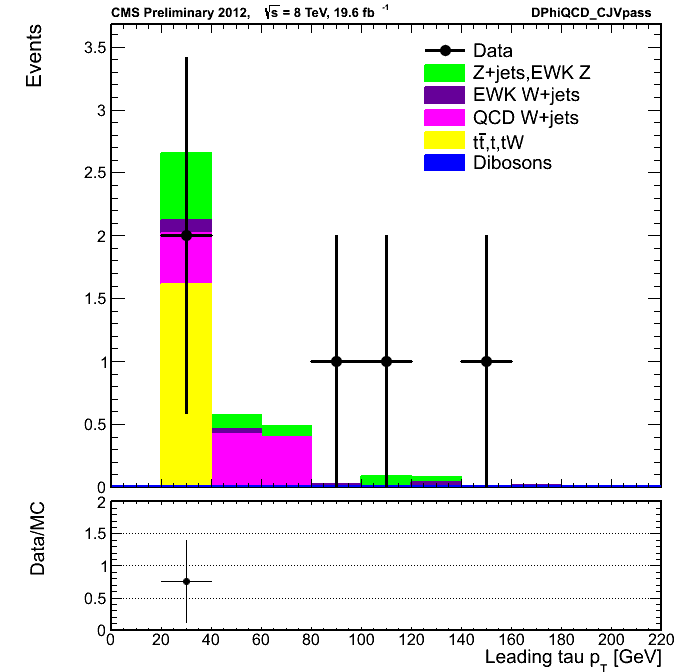 CMS Preliminary 2012, √s = 8 TeV, 19.6 fb⁻¹ DPhiQCD_CJVpass
Events
3.5
3
2.5
2
1.5
1
0.5
0
Data
Z+jets,EWK Z
EWK W+jets
QCD W+jets
tt̅,t,tW
Dibosons
Data/MC
2
1.5
1
0.5
0
0 20 40 60 80 100 120 140 160 180 200 220
Leading tau p_T [GeV]